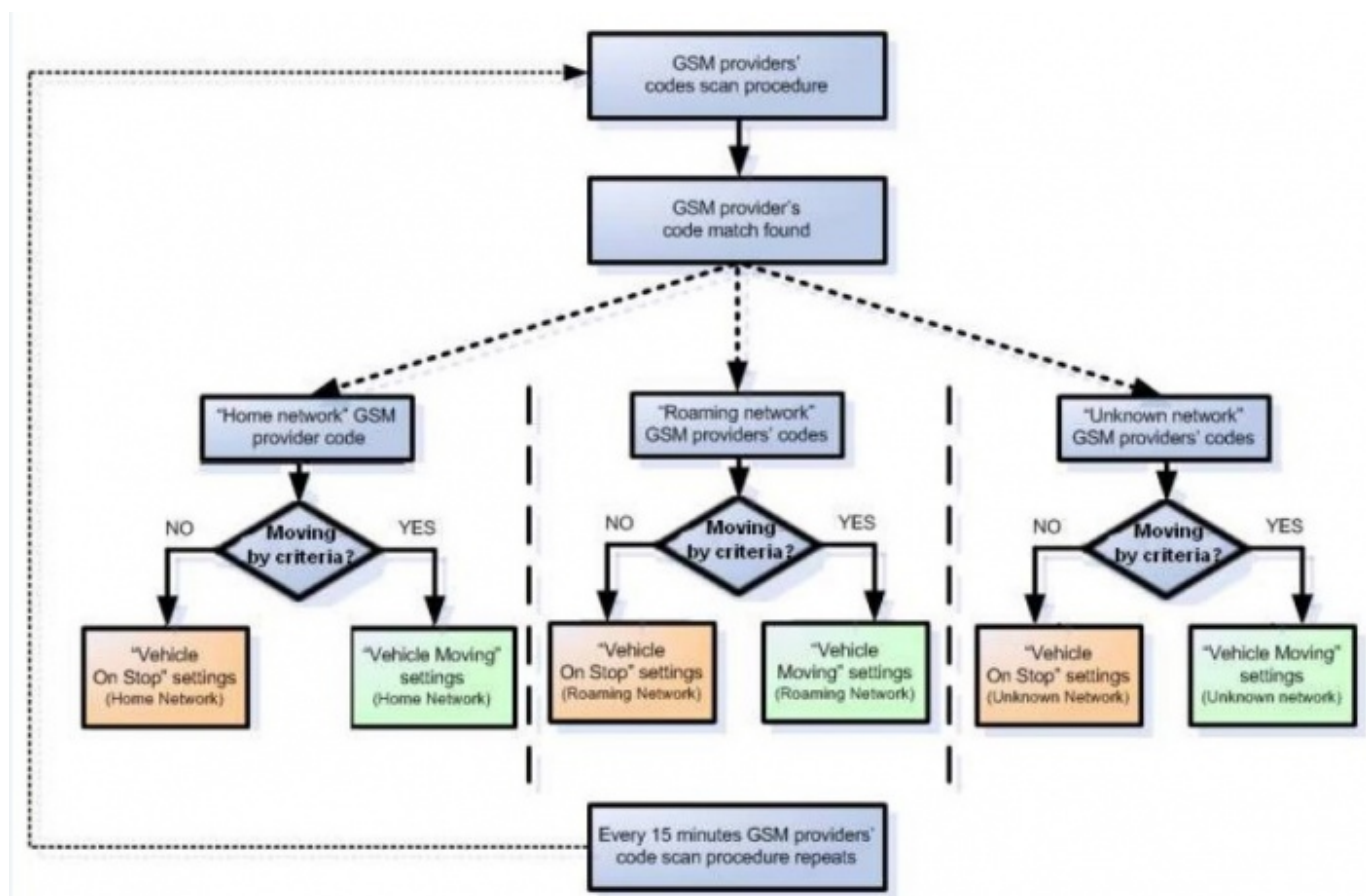 GSM providers'
codes scan procedure
GSM provider's
code match found
"Home network" GSM
provider code
"Roaming network"
GSM providers' codes
"Unknown network"
GSM providers' codes
NO
Moving
by criteria?
YES
NO
Moving
by criteria?
YES
NO
Moving
by criteria?
YES
"Vehicle
On Stop" settings
(Home Network)
"Vehicle Moving"
settings
(Home Network)
"Vehicle
On Stop" settings
(Roaming Network)
"Vehicle
Moving" settings
(Roaming Network)
"Vehicle
On Stop" settings
(Unknown Network)
"Vehicle Moving"
settings
(Unknown network)
Every 15 minutes GSM providers'
code scan procedure repeats